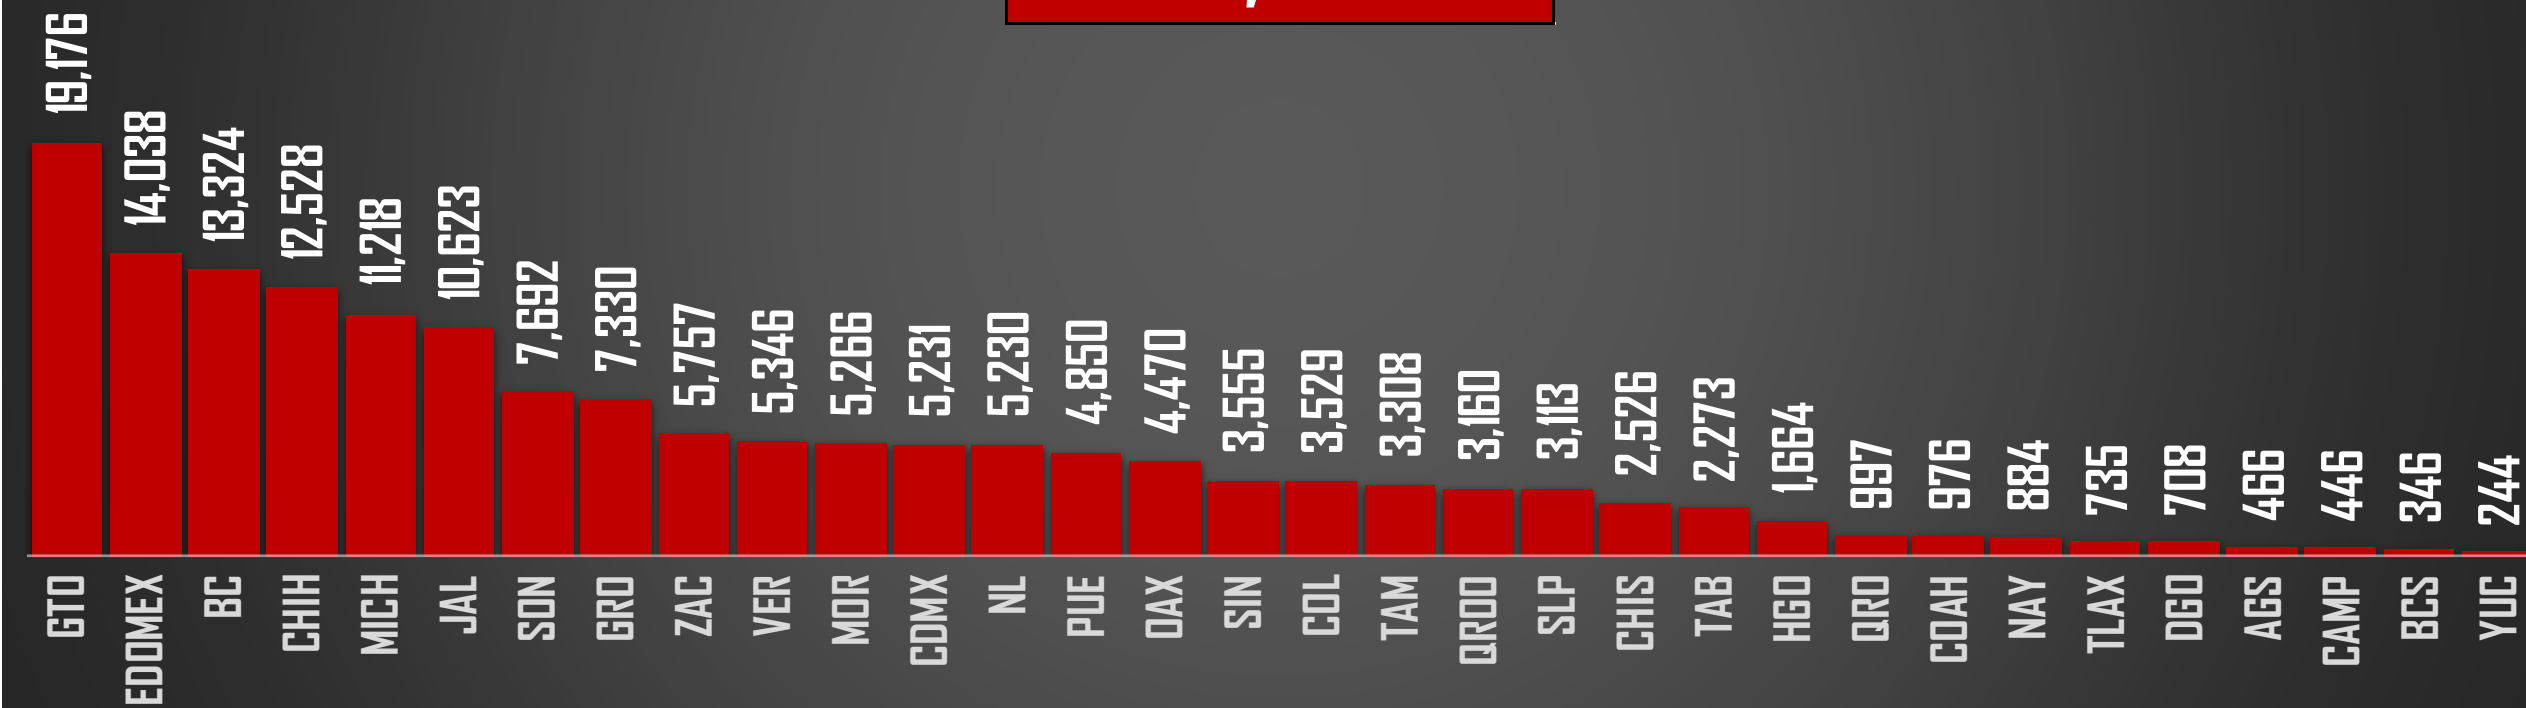 19,176
14,038
13,324
12,528
11,218
10,623
7,692
7,330
5,757
5,346
5,266
5,231
5,230
4,850
4,470
3,555
3,529
3,308
3,160
3,113
2,526
2,273
1,664
997
976
884
735
708
466
446
346
244
GTO
EDOMEX
BC
CHIH
MICH
JAL
SON
GRO
ZAC
VER
MOR
CDMX
NL
PUE
OAX
SIN
COL
TAM
QROO
SLP
CHIS
TAB
HGO
QRO
COAH
NAY
TLAX
DGO
AGS
CAMP
BCS
YUC